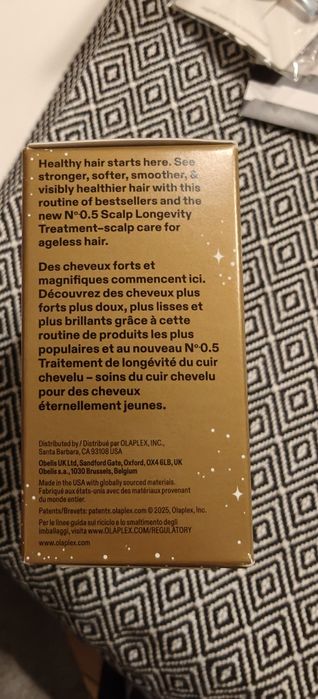 Healthy hair starts here. See
stronger, softer, smoother, &
visibly healthier hair with this
routine of bestsellers and the
new Nº0.5 Scalp Longevity
Treatment–scalp care for
ageless hair.
Des cheveux forts et
magnifiques commencent ici.
Découvrez des cheveux plus
forts plus doux, plus lisses et
plus brillants grâce à cette
routine de produits les plus
populaires et au nouveau Nº0.5
Traitement de longévité du cuir
chevelu – soins du cuir chevelu
pour des cheveux
éternellement jeunes.
Distributed by / Distribué par OLAPLEX, INC.,
Santa Barbara, CA 93108 USA
Obelis UK Ltd, Sandford Gate, Oxford, OX4 6LB, UK
Obelis s.a., 1030 Brussels, Belgium
Made in the USA with globally sourced materials.
Fabriqué aux états-unis avec des matériaux provenant
du monde entier.
Patents/Brevets: patents.olaplex.com © 2025, Olaplex, Inc.
Per le linee guida sul riciclo e lo smaltimento degli
imballaggi, visita www.OLAPLEX.COM/REGULATORY
www.olaplex.com